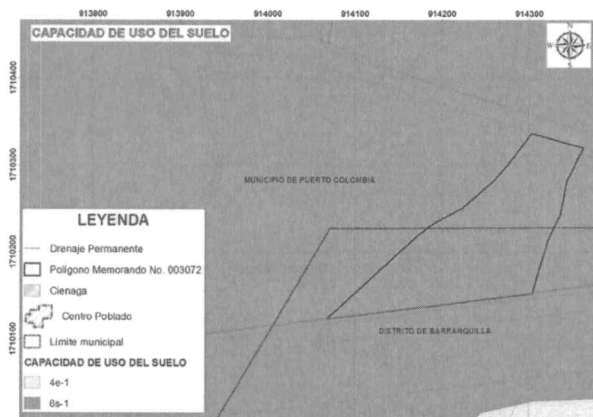 913800 913900 914000 914100 914200 914300
CAPACIDAD DE USO DEL SUELO
N
W E
S
1710400
1710300
1710200
1710100
MUNICIPIO DE PUERTO COLOMBIA
DISTRITO DE BARRANQUILLA
LEYENDA
Drenaje Permanente
Polígono Memorando No. 003072
Cienaga
Centro Poblado
Limite municipal
CAPACIDAD DE USO DEL SUELO
4e-1
6s-1